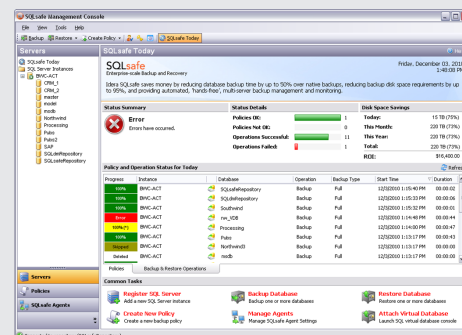 SQLsafe Management Console
File View Tools Help
Backup Restore Create Policy SQLsafe Today
Servers
SQLsafe Today
SQL Server Instances
BWC-ACT
CRM_1
CRM_2
master
model
msdb
Northwind
Processing
Pubs
Pubs2
SAF
SQLdmRepository
SQLsafeRepository
Servers
Policies
SQLsafe Agents
SQLsafe Today
SQLsafe
Enterprise-scale Backup and Recovery
Friday, December 03, 201
1:48:08 P
Idera SQLsafe saves money by reducing database backup time by up to 50% over native backups, reducing backup disk space requirements by up
to 95%, and providing automated, 'hands-free', multi-server backup management and monitoring.
Status Summary
Error
Errors have occurred.
Status Details
Policies OK: 1
Policies Not OK: 0
Operations Successful: 11
Operations Failed: 1
Disk Space Savings
Today: 15 TB (75%)
This Month: 220 TB (73%)
This Year: 220 TB (73%)
Total: 220 TB (73%)
ROI: $16,480.00
Policy and Operation Status for Today
Refres
Progress Instance Database Operation Backup Type Start Time Duration
100% BWC-ACT SQLsafeRepository Backup Full 12/3/2010 1:15:40 PM 00:00:02
100% BWC-ACT SQLdmRepository Backup Full 12/3/2010 1:15:33 PM 00:00:06
100% BWC-ACT Southwind Backup Full 12/3/2010 1:15:32 PM 00:00:01
Error BWC-ACT Backup Full 12/3/2010 1:14:48 PM 00:00:44
100% (*) BWC-ACT Processing Backup Full 12/3/2010 1:14:00 PM 00:00:47
100% BWC-ACT Pubs Backup Full 12/3/2010 1:13:17 PM 00:00:43
Skipped BWC-ACT Northwind3 Backup Full 12/3/2010 1:13:17 PM 00:00:00
Deleted BWC-ACT msdb Backup Full 12/3/2010 1:13:17 PM 00:00:00
Policies Backup & Restore Operations
Common Tasks
Register SQL Server
Add a new SQL Server instance
Backup Database
Backup one or more databases
Restore Database
Restore one or more databases
Create New Policy
Create a new backup policy
Manage Agents
Manage SQLsafe Agent Settings
Attach Virtual Database
Launch SQL virtual database console